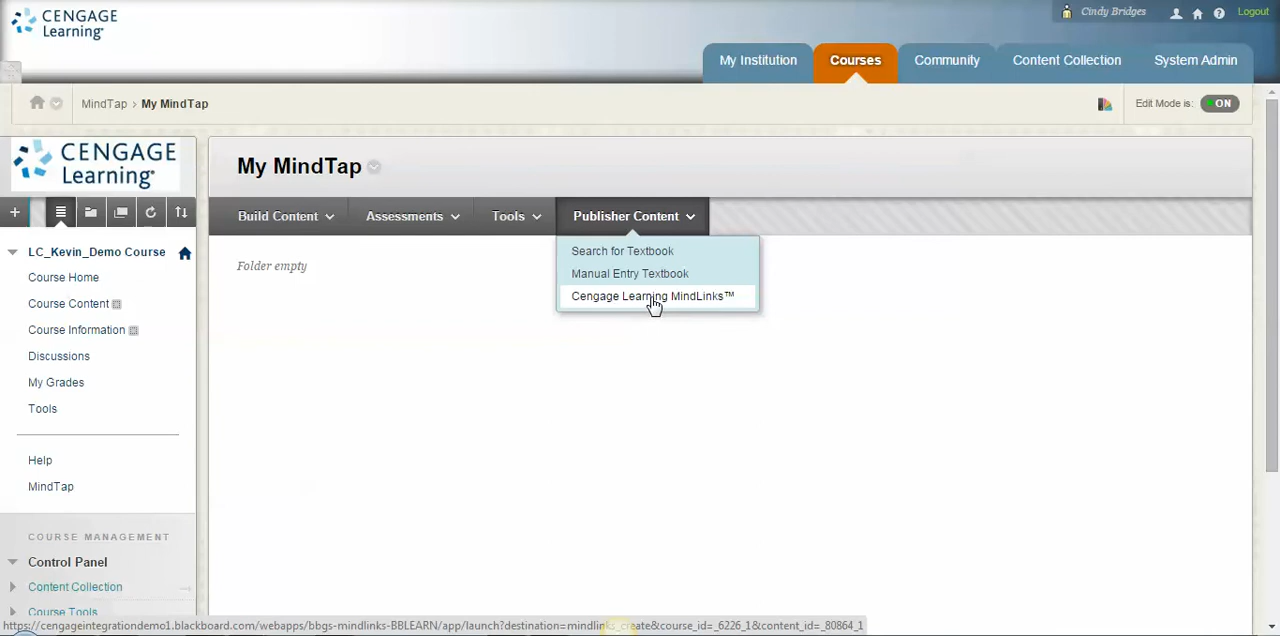 CENGAGE
Learning®
Cindy Bridges
Logout
My Institution
Courses
Community
Content Collection
System Admin
MindTap › My MindTap
Edit Mode is: ON
CENGAGE
Learning®
My MindTap
Build Content
Assessments
Tools
Publisher Content
Search for Textbook
Manual Entry Textbook
Cengage Learning MindLinks™
Folder empty
LC_Kevin_Demo Course
Course Home
Course Content
Course Information
Discussions
My Grades
Tools
Help
MindTap
COURSE MANAGEMENT
Control Panel
Content Collection
Course Tools
https://cengageintegrationdemo1.blackboard.com/webapps/bbgs-mindlinks-BBLEARN/app/launch?destination=mindlinks_create&course_id=_6226_1&content_id=_80864_1